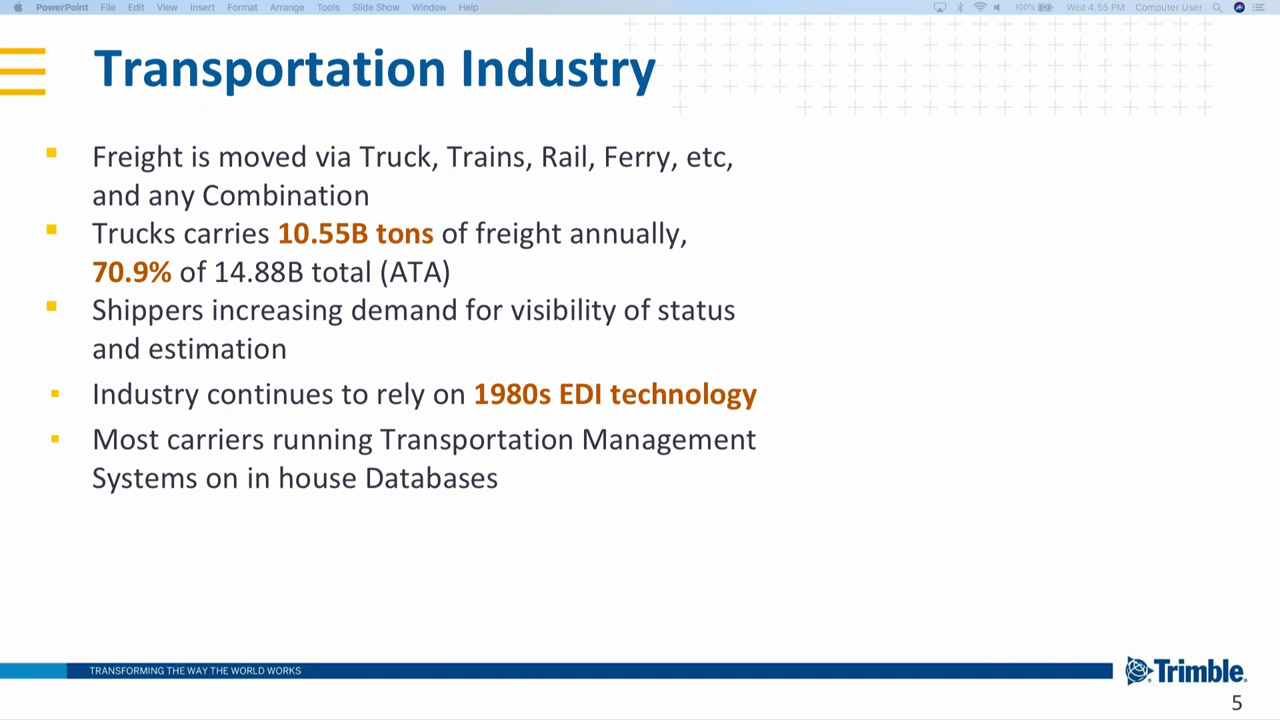 PowerPoint File Edit View Insert Format Arrange Tools Slide Show Window Help 100% Wed 4:55 PM Computer User
Transportation Industry
Freight is moved via Truck, Trains, Rail, Ferry, etc,
and any Combination
Trucks carries 10.55B tons of freight annually,
70.9% of 14.88B total (ATA)
Shippers increasing demand for visibility of status
and estimation
Industry continues to rely on 1980s EDI technology
Most carriers running Transportation Management
Systems on in house Databases
TRANSFORMING THE WAY THE WORLD WORKS
Trimble
5